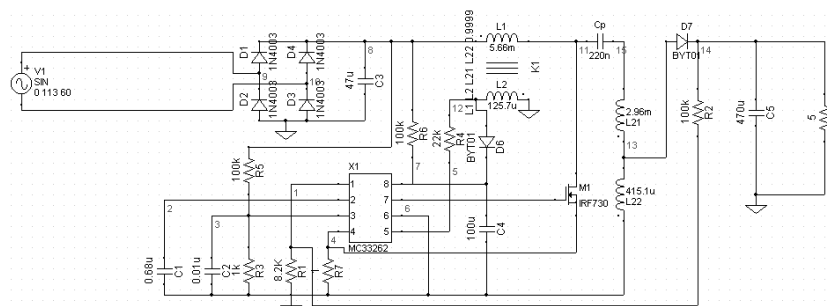 V1
SIN
0 113 60
D1
1N4003
D4
1N4003
D2
1N4003
D3
1N4003
9
10
8
47u
C3
L1 L2 L21 L22 0.9999
L1
5.66m
K1
L2
125.7u
12
11
Cp
220n
15
D7
BYT01
14
2.96m
L21
13
415.1u
L22
100k
R2
470u
C5
5
100k
R6
7
22k
R4
5
BYT01
D6
100k
R5
X1
1
2
3
4
8
7
6
5
MC33262
1
2
3
4
6
M1
IRF730
100u
C4
0.68u
C1
0.01u
C2
1k
R3
8.2K
R1
R7